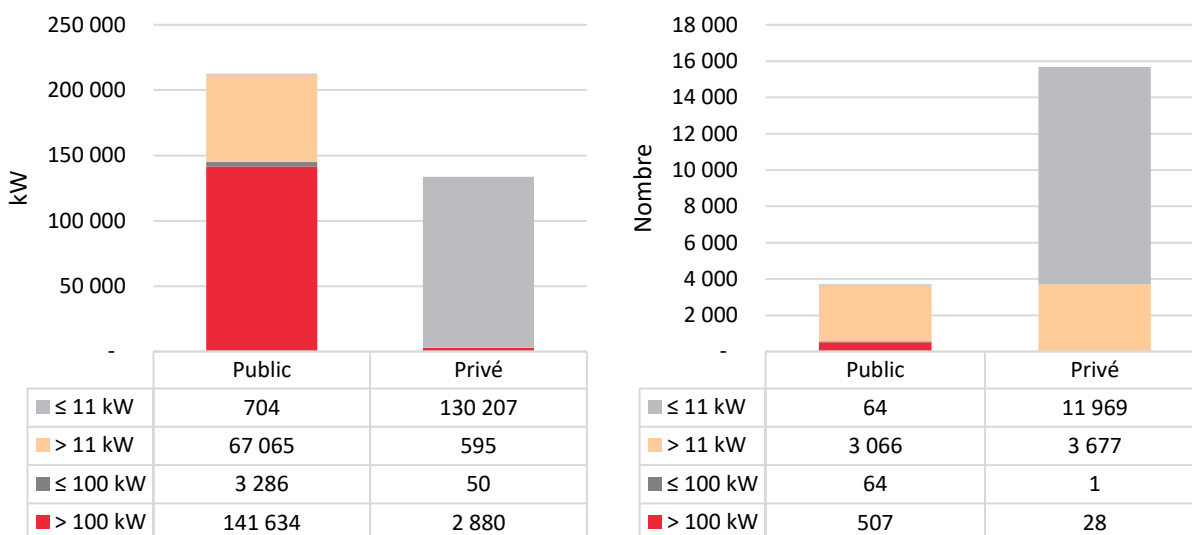 250 000
200 000
150 000
100 000
50 000
-
kW
Public Privé
≤ 11 kW 704 130 207
> 11 kW 67 065 595
≤ 100 kW 3 286 50
> 100 kW 141 634 2 880
18 000
16 000
14 000
12 000
10 000
8 000
6 000
4 000
2 000
-
Nombre
Public Privé
≤ 11 kW 64 11 969
> 11 kW 3 066 3 677
≤ 100 kW 64 1
> 100 kW 507 28